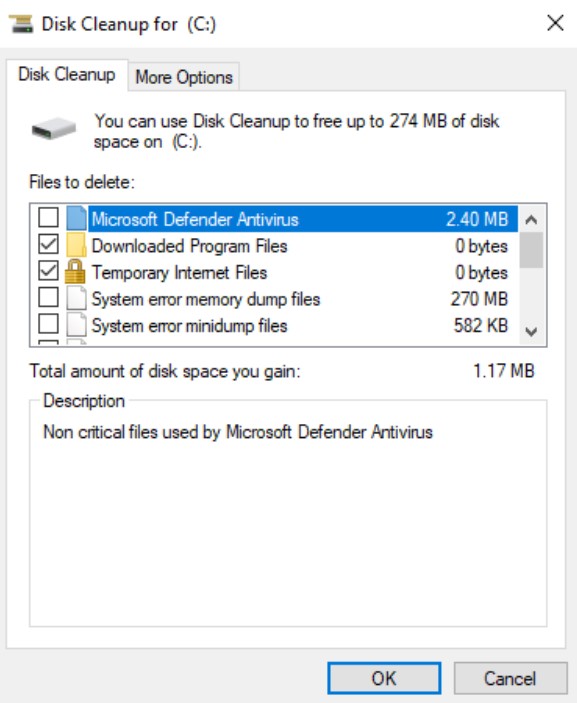 Disk Cleanup for (C:)
Disk Cleanup
More Options
You can use Disk Cleanup to free up to 274 MB of disk
space on (C:).
Files to delete:
Microsoft Defender Antivirus 2.40 MB
Downloaded Program Files 0 bytes
Temporary Internet Files 0 bytes
System error memory dump files 270 MB
System error minidump files 582 KB
Total amount of disk space you gain: 1.17 MB
Description
Non critical files used by Microsoft Defender Antivirus
OK
Cancel